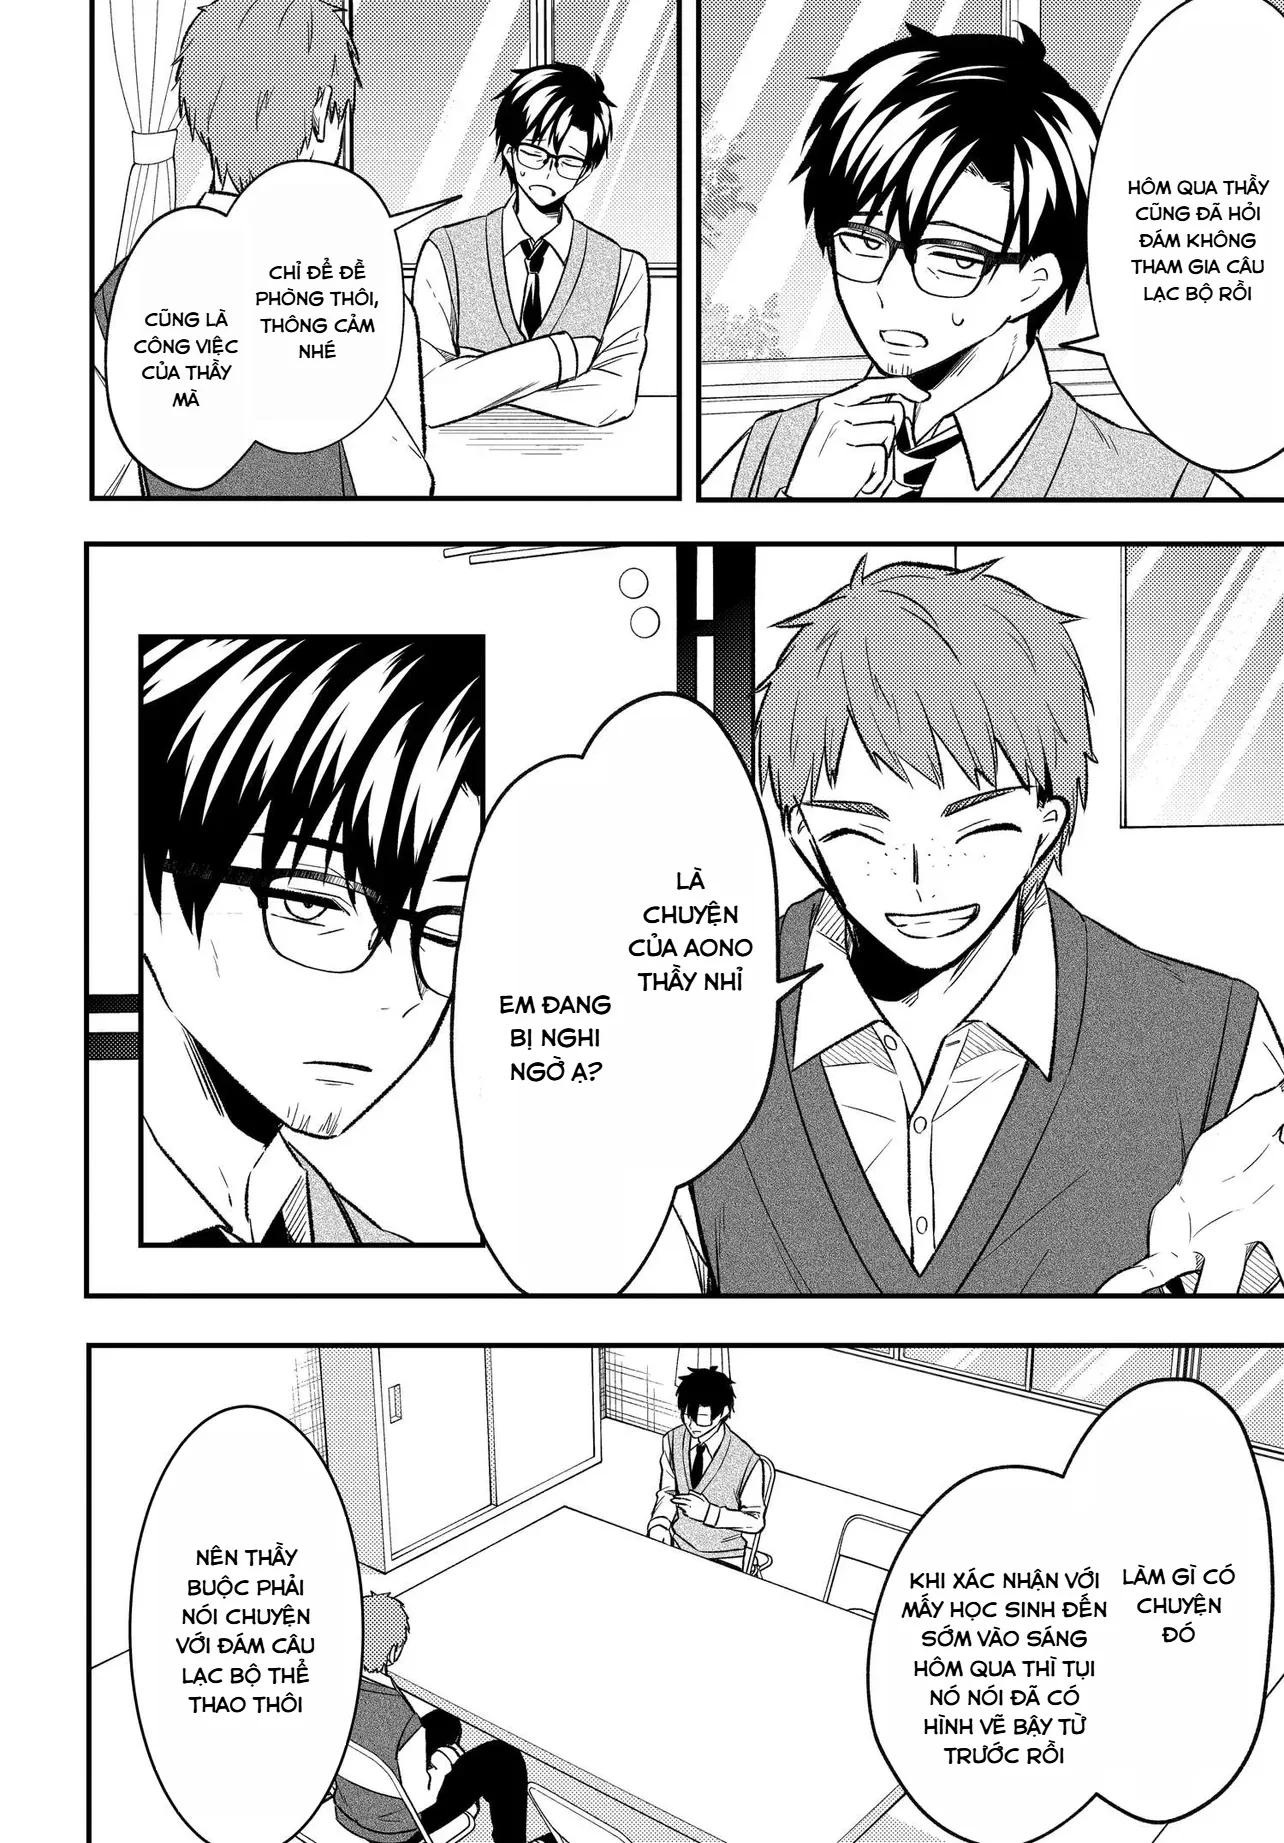 HÔM QUA THẦY
CŨNG ĐÃ HỎI
ĐÁM KHÔNG
THAM GIA CÂU
LẠC BỘ RỒI
CHỈ ĐỂ ĐỀ
PHÒNG THÔI,
THÔNG CẢM
NHÉ
CŨNG LÀ
CÔNG VIỆC
CỦA THẦY
MÀ
LÀ
CHUYỆN
CỦA AONO
THẦY NHỈ
EM ĐANG
BỊ NGHI
NGỜ Ạ?
LÀM GÌ CÓ
CHUYỆN
ĐÓ
KHI XÁC NHẬN VỚI
MẤY HỌC SINH ĐẾN
SỚM VÀO SÁNG
HÔM QUA THÌ TỤI
NÓ NÓI ĐÃ CÓ
HÌNH VẼ BẬY TỪ
TRƯỚC RỒI
NÊN THẦY
BUỘC PHẢI
NÓI CHUYỆN
VỚI ĐÁM CÂU
LẠC BỘ THỂ
THAO THÔI